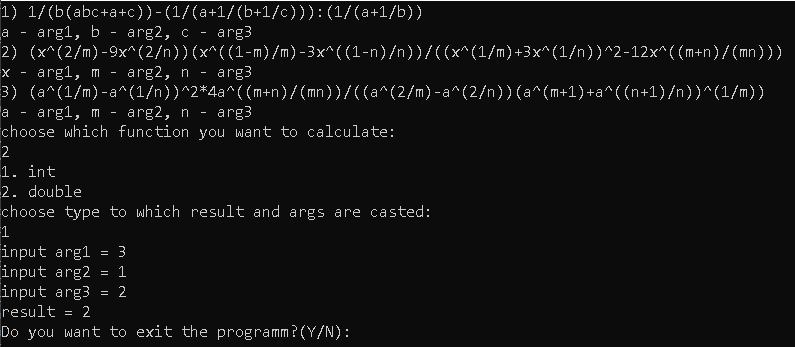 1) 1/(b(abc+a+c))-(1/(a+1/(b+1/c))):(1/(a+1/b))
a - arg1, b - arg2, c - arg3
2) (x^(2/m)-9x^(2/n))(x^((1-m)/m)-3x^((1-n)/n))/((x^(1/m)+3x^(1/n))^2-12x^((m+n)/(mn)))
x - arg1, m - arg2, n - arg3
3) (a^(1/m)-a^(1/n))^2*4a^((m+n)/(mn))/((a^(2/m)-a^(2/n))(a^(m+1)+a^((n+1)/n))^(1/m))
a - arg1, m - arg2, n - arg3
choose which function you want to calculate:
2
1. int
2. double
choose type to which result and args are casted:
1
input arg1 = 3
input arg2 = 1
input arg3 = 2
result = 2
Do you want to exit the programm?(Y/N):